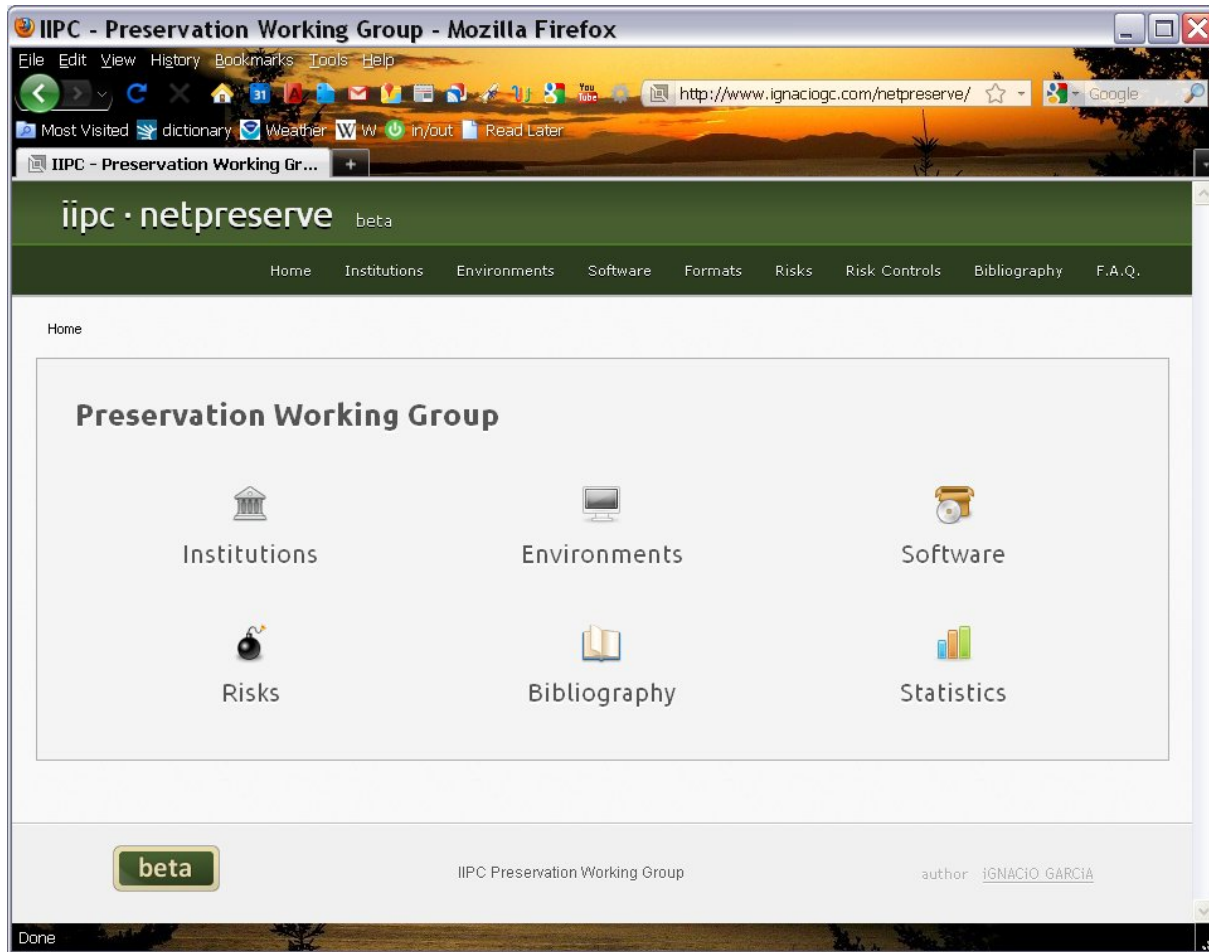 IIPC - Preservation Working Group - Mozilla Firefox
File Edit View History Bookmarks Tools Help
31 You Tube http://www.ignaciogc.com/netpreserve/ Google
Most Visited dictionary Weather W W in/out Read Later
IIPC - Preservation Working Gr... +
iipc · netpreserve beta
Home Institutions Environments Software Formats Risks Risk Controls Bibliography F.A.Q.
Home
Preservation Working Group
Institutions Environments Software
Risks Bibliography Statistics
beta IIPC Preservation Working Group author iGNACiO GARCiA
Done